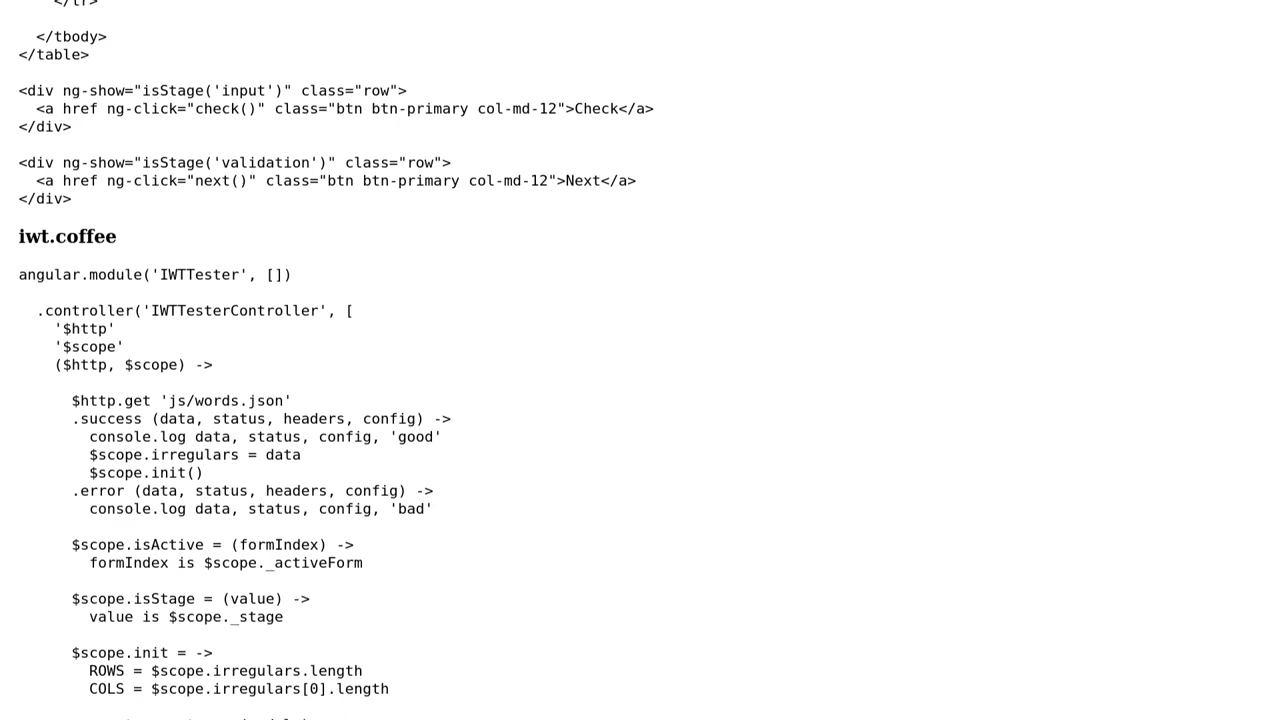 </tr>
</tbody>
</table>
<div ng-show="isStage('input')" class="row">
<a href ng-click="check()" class="btn btn-primary col-md-12">Check</a>
</div>
<div ng-show="isStage('validation')" class="row">
<a href ng-click="next()" class="btn btn-primary col-md-12">Next</a>
</div>
iwt.coffee
angular.module('IWTTester', [])
.controller('IWTTesterController', [
'$http'
'$scope'
($http, $scope) ->
$http.get 'js/words.json'
.success (data, status, headers, config) ->
console.log data, status, config, 'good'
$scope.irregulars = data
$scope.init()
.error (data, status, headers, config) ->
console.log data, status, config, 'bad'
$scope.isActive = (formIndex) ->
formIndex is $scope._activeForm
$scope.isStage = (value) ->
value is $scope._stage
$scope.init = ->
ROWS = $scope.irregulars.length
COLS = $scope.irregulars[0].length